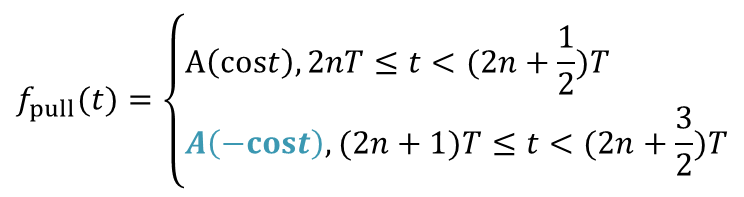 f_pull(t) = { A(cost), 2nT ≤ t < (2n + 1/2)T
A(−cost), (2n + 1)T ≤ t < (2n + 3/2)T